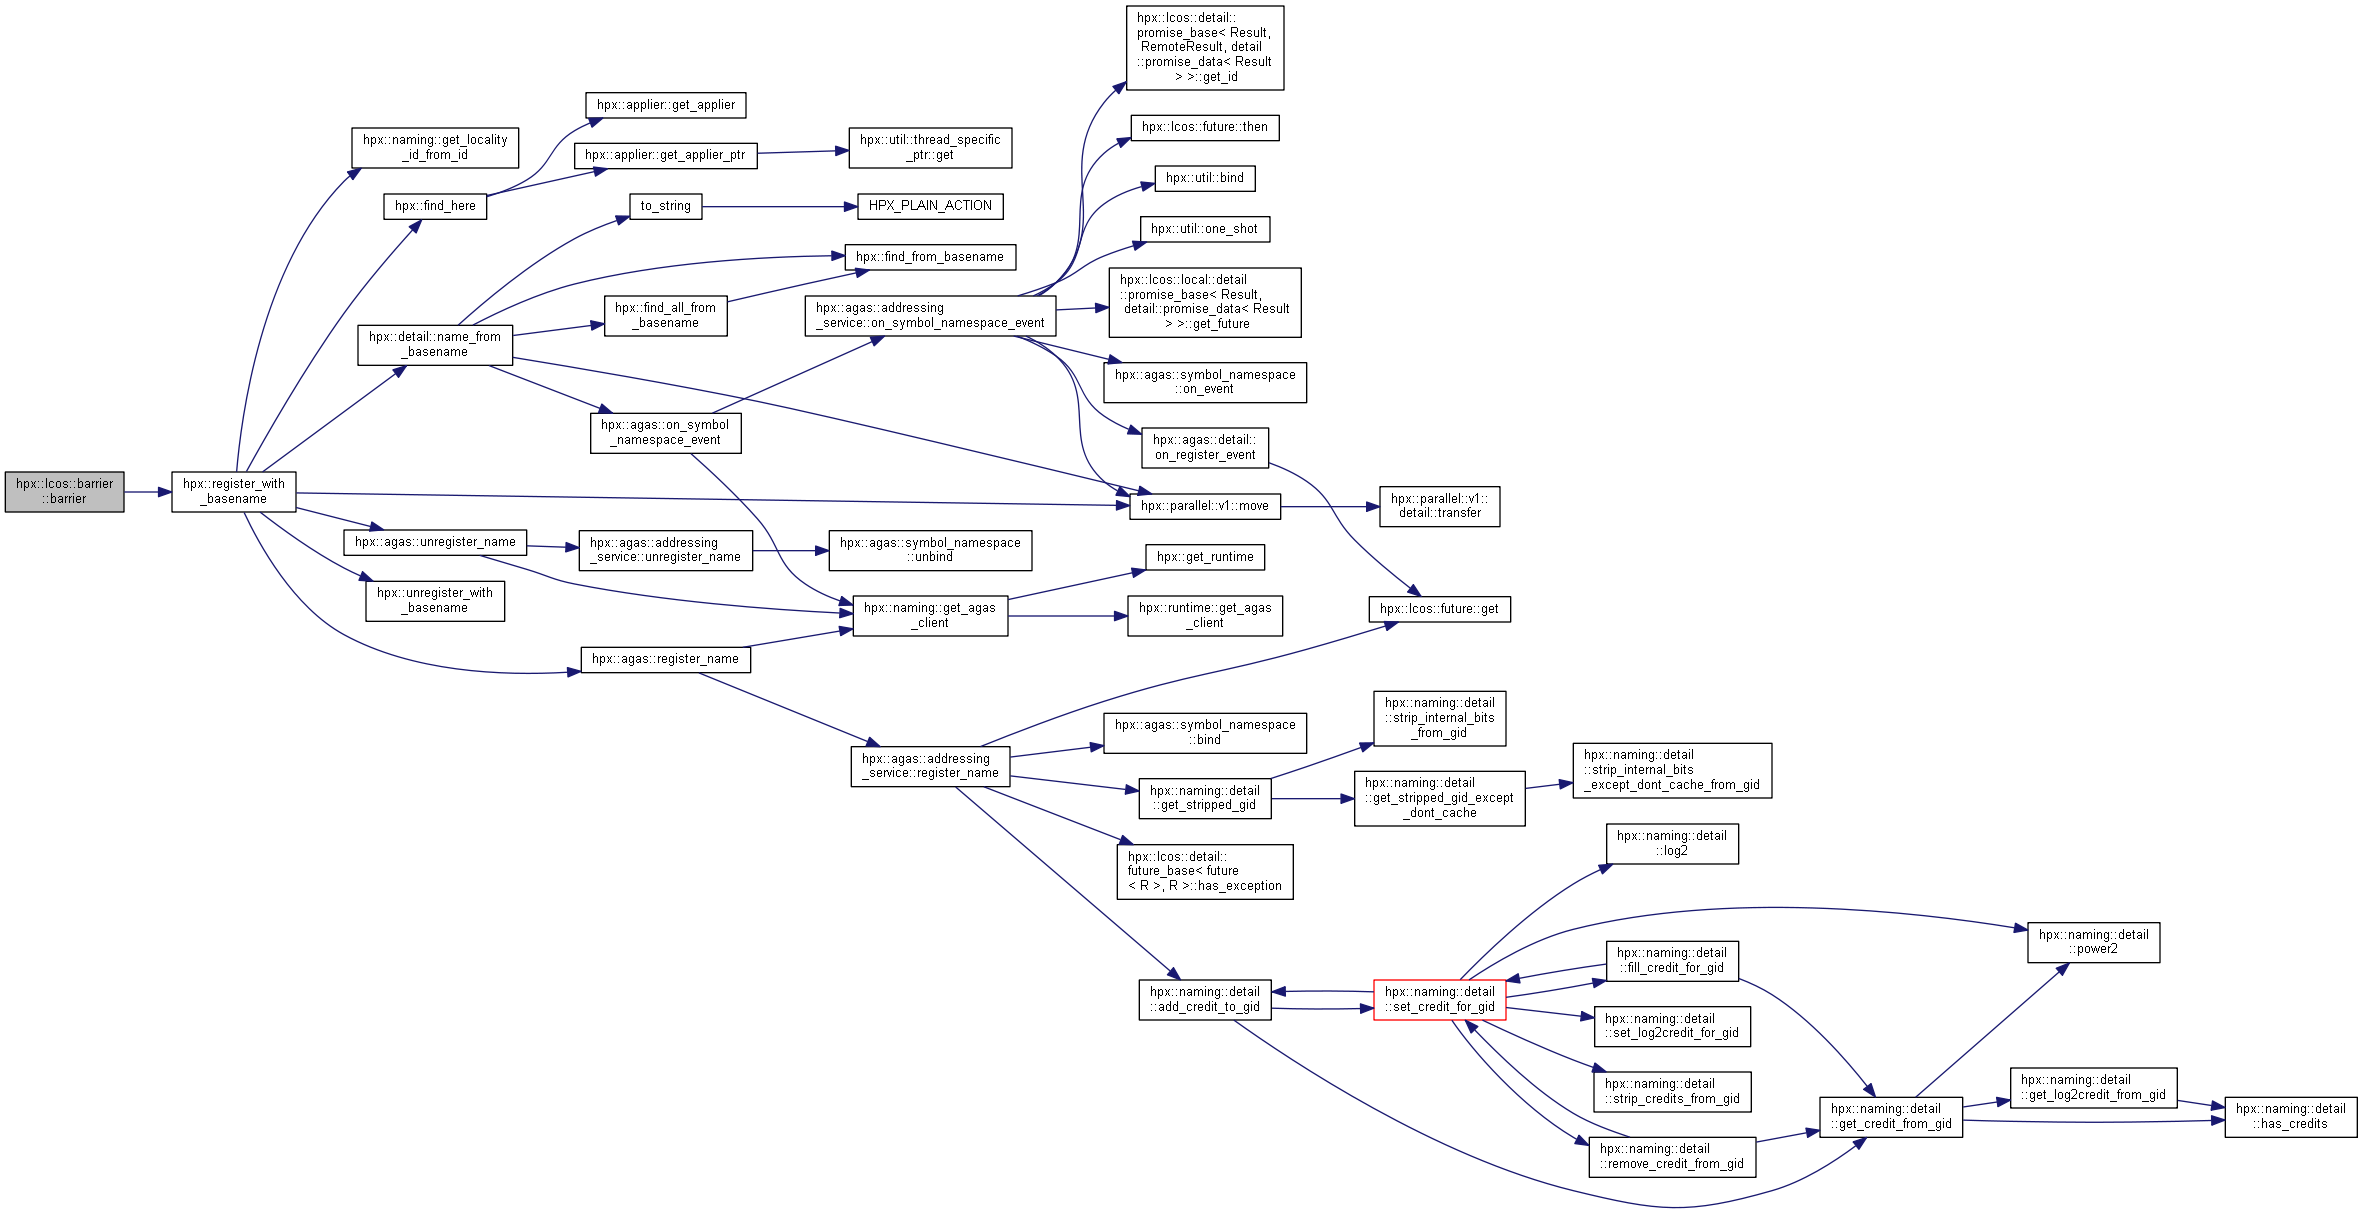 hpx::lcos::barrier
::barrier
hpx::register_with
_basename
hpx::naming::get_locality
_id_from_id
hpx::find_here
hpx::detail::name_from
_basename
hpx::agas::unregister_name
hpx::unregister_with
_basename
hpx::applier::get_applier
hpx::applier::get_applier_ptr
to_string
hpx::find_all_from
_basename
hpx::agas::on_symbol
_namespace_event
hpx::agas::addressing
_service::unregister_name
hpx::agas::register_name
hpx::util::thread_specific
_ptr::get
HPX_PLAIN_ACTION
hpx::find_from_basename
hpx::agas::addressing
_service::on_symbol_namespace_event
hpx::agas::symbol_namespace
::unbind
hpx::naming::get_agas
_client
hpx::agas::addressing
_service::register_name
hpx::lcos::detail::
promise_base< Result,
RemoteResult, detail
::promise_data< Result
> >::get_id
hpx::lcos::future::then
hpx::util::bind
hpx::util::one_shot
hpx::lcos::local::detail
::promise_base< Result,
detail::promise_data< Result
> >::get_future
hpx::agas::symbol_namespace
::on_event
hpx::agas::detail::
on_register_event
hpx::parallel::v1::move
hpx::get_runtime
hpx::runtime::get_agas
_client
hpx::agas::symbol_namespace
::bind
hpx::naming::detail
::get_stripped_gid
hpx::lcos::detail::
future_base< future
< R >, R >::has_exception
hpx::naming::detail
::add_credit_to_gid
hpx::parallel::v1::
detail::transfer
hpx::lcos::future::get
hpx::naming::detail
::strip_internal_bits
_from_gid
hpx::naming::detail
::get_stripped_gid_except
_dont_cache
hpx::naming::detail
::set_credit_for_gid
hpx::naming::detail
::strip_internal_bits
_except_dont_cache_from_gid
hpx::naming::detail
::log2
hpx::naming::detail
::fill_credit_for_gid
hpx::naming::detail
::set_log2credit_for_gid
hpx::naming::detail
::strip_credits_from_gid
hpx::naming::detail
::remove_credit_from_gid
hpx::naming::detail
::get_credit_from_gid
hpx::naming::detail
::power2
hpx::naming::detail
::get_log2credit_from_gid
hpx::naming::detail
::has_credits